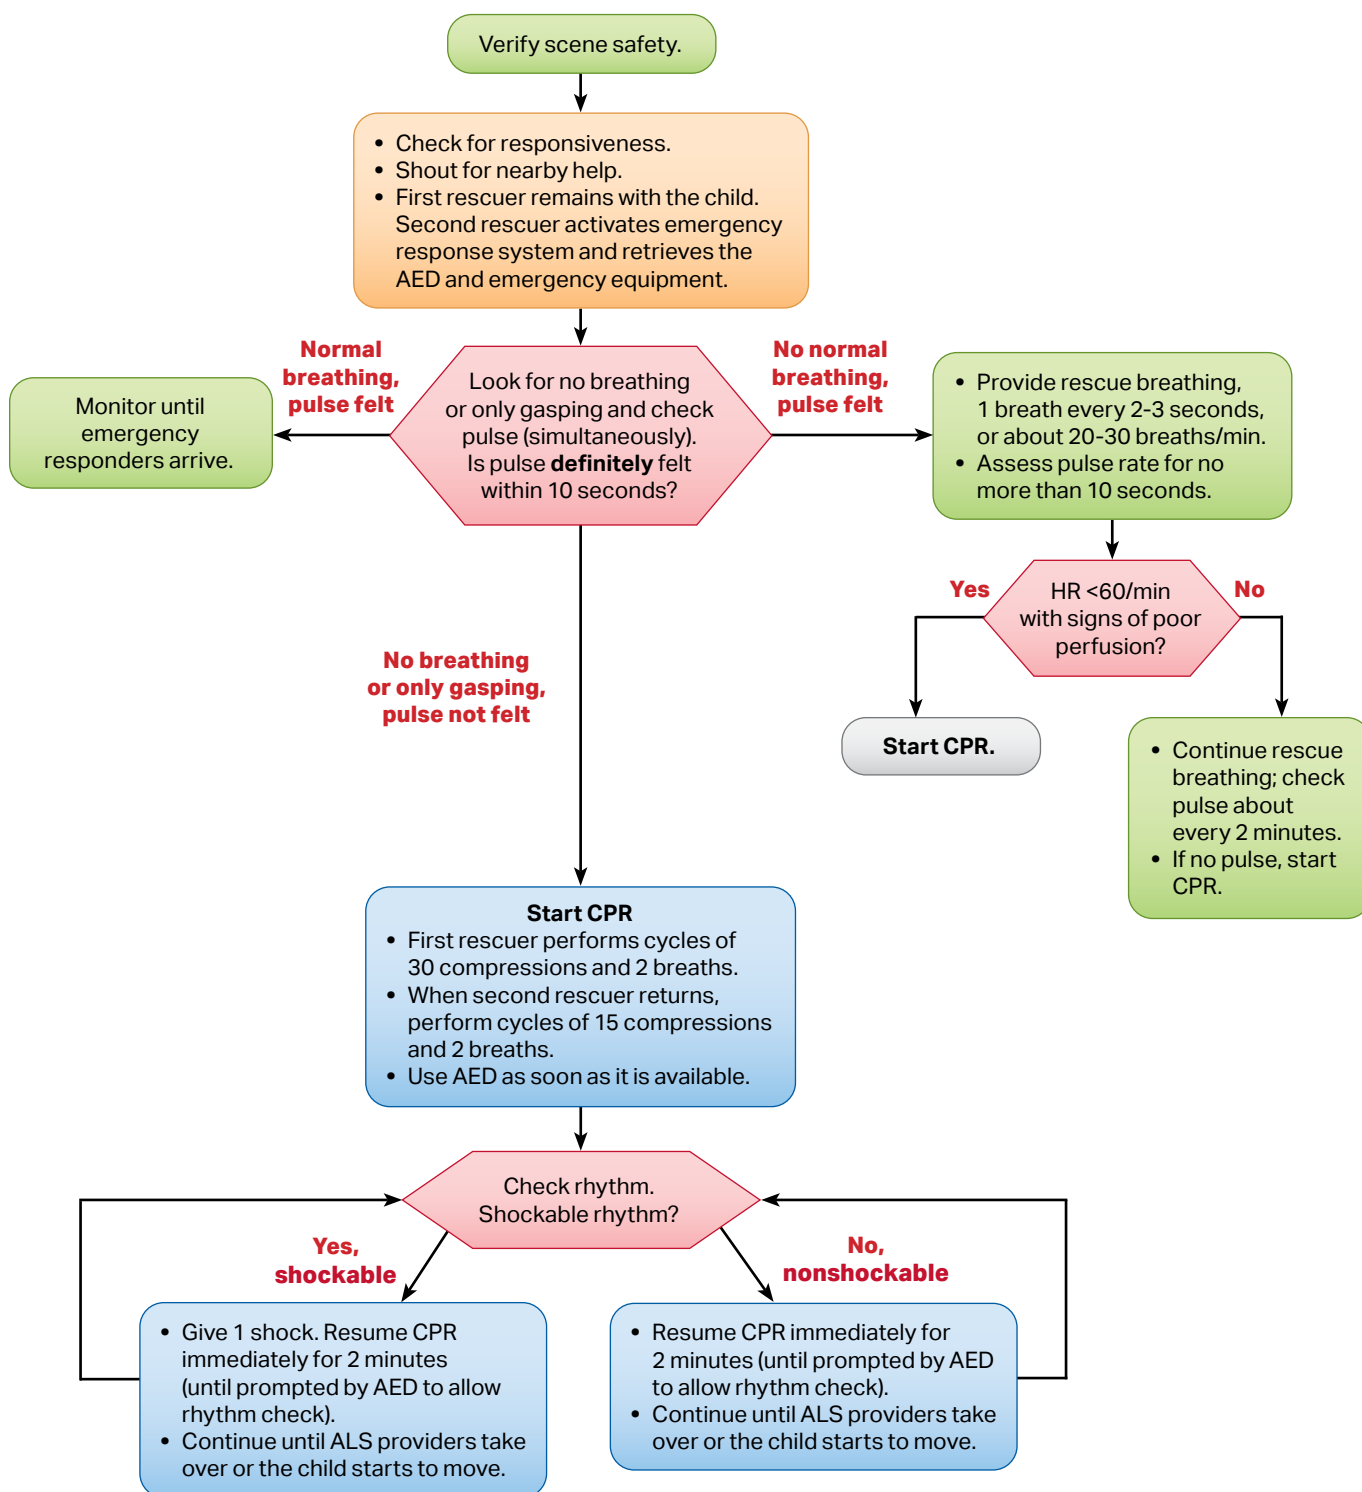 Verify scene safety.
• Check for responsiveness.
• Shout for nearby help.
• First rescuer remains with the child.
Second rescuer activates emergency
response system and retrieves the
AED and emergency equipment.
Normal
breathing,
pulse felt
Look for no breathing
or only gasping and check
pulse (simultaneously).
Is pulse definitely felt
within 10 seconds?
No normal
breathing,
pulse felt
Monitor until
emergency
responders arrive.
• Provide rescue breathing,
1 breath every 2-3 seconds,
or about 20-30 breaths/min.
• Assess pulse rate for no
more than 10 seconds.
Yes
HR <60/min
with signs of poor
perfusion?
No
No breathing
or only gasping,
pulse not felt
Start CPR.
• Continue rescue
breathing; check
pulse about
every 2 minutes.
• If no pulse, start
CPR.
Start CPR
• First rescuer performs cycles of
30 compressions and 2 breaths.
• When second rescuer returns,
perform cycles of 15 compressions
and 2 breaths.
• Use AED as soon as it is available.
Check rhythm.
Shockable rhythm?
Yes,
shockable
No,
nonshockable
• Give 1 shock. Resume CPR
immediately for 2 minutes
(until prompted by AED to allow
rhythm check).
• Continue until ALS providers take
over or the child starts to move.
• Resume CPR immediately for
2 minutes (until prompted by AED
to allow rhythm check).
• Continue until ALS providers take
over or the child starts to move.